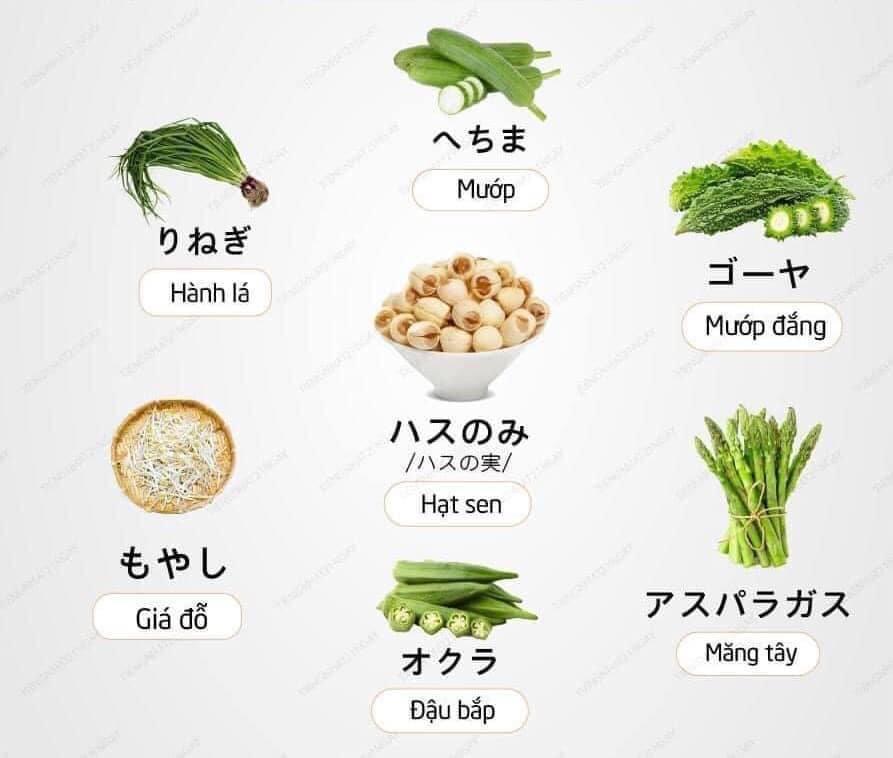 へちま
Mướp
りねぎ
Hành lá
ゴーヤ
Mướp đắng
ハスのみ
/ハスの実/
Hạt sen
もやし
Giá đỗ
アスパラガス
Măng tây
オクラ
Đậu bắp
TIENGNHAT21NGAY